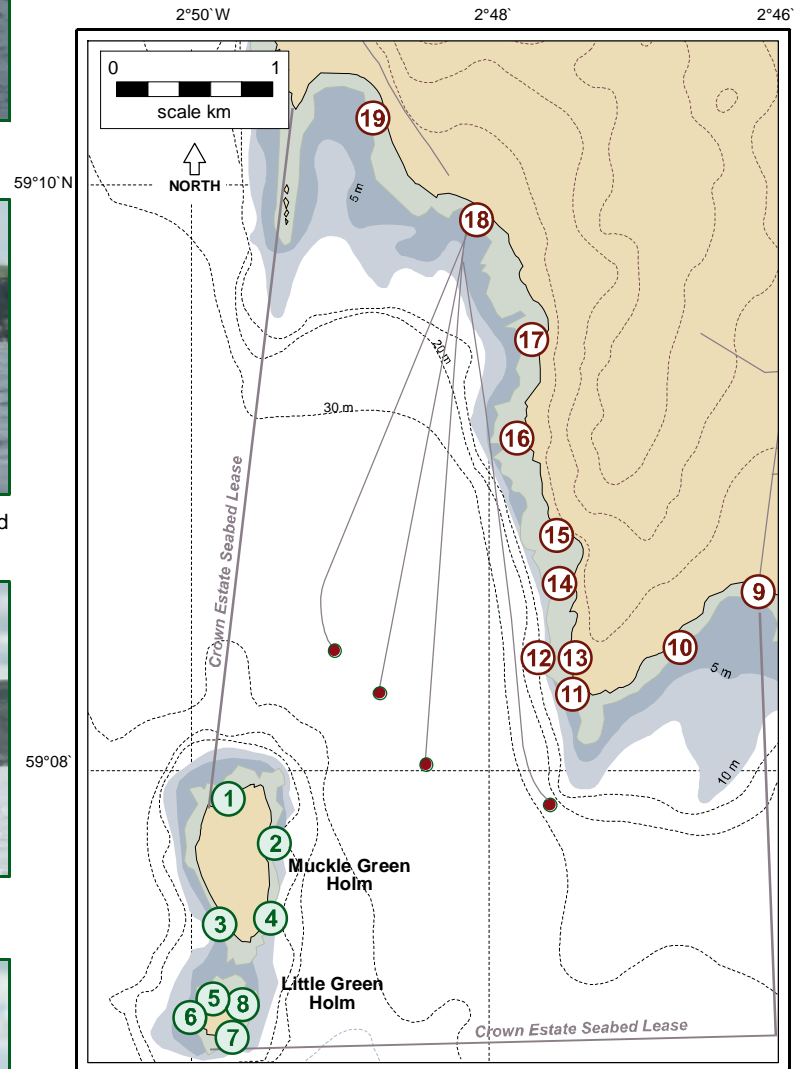 2°50`W
2°48`
2°46`
0
1
scale km
NORTH
59°10`N
19
5 m
18
17
20 m
30 m
16
d
Crown Estate Seabed Lease
15
14
9
12
13
10
11
5 m
59°08`
10 m
1
2
Muckle Green
Holm
3
4
Little Green
Holm
5
8
6
7
Crown Estate Seabed Lease